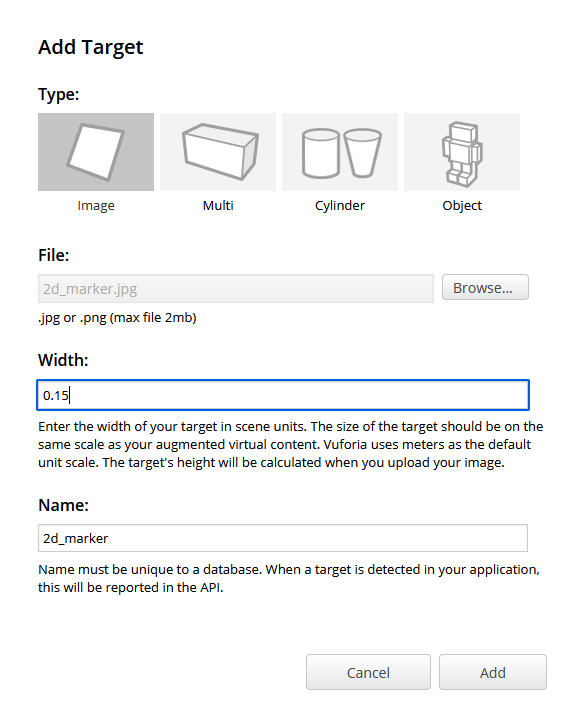 Add Target
Type:
Image Multi Cylinder Object
File:
2d_marker.jpg Browse...
.jpg or .png (max file 2mb)
Width:
0.15
Enter the width of your target in scene units. The size of the target should be on the
same scale as your augmented virtual content. Vuforia uses meters as the default
unit scale. The target's height will be calculated when you upload your image.
Name:
2d_marker
Name must be unique to a database. When a target is detected in your application,
this will be reported in the API.
Cancel Add